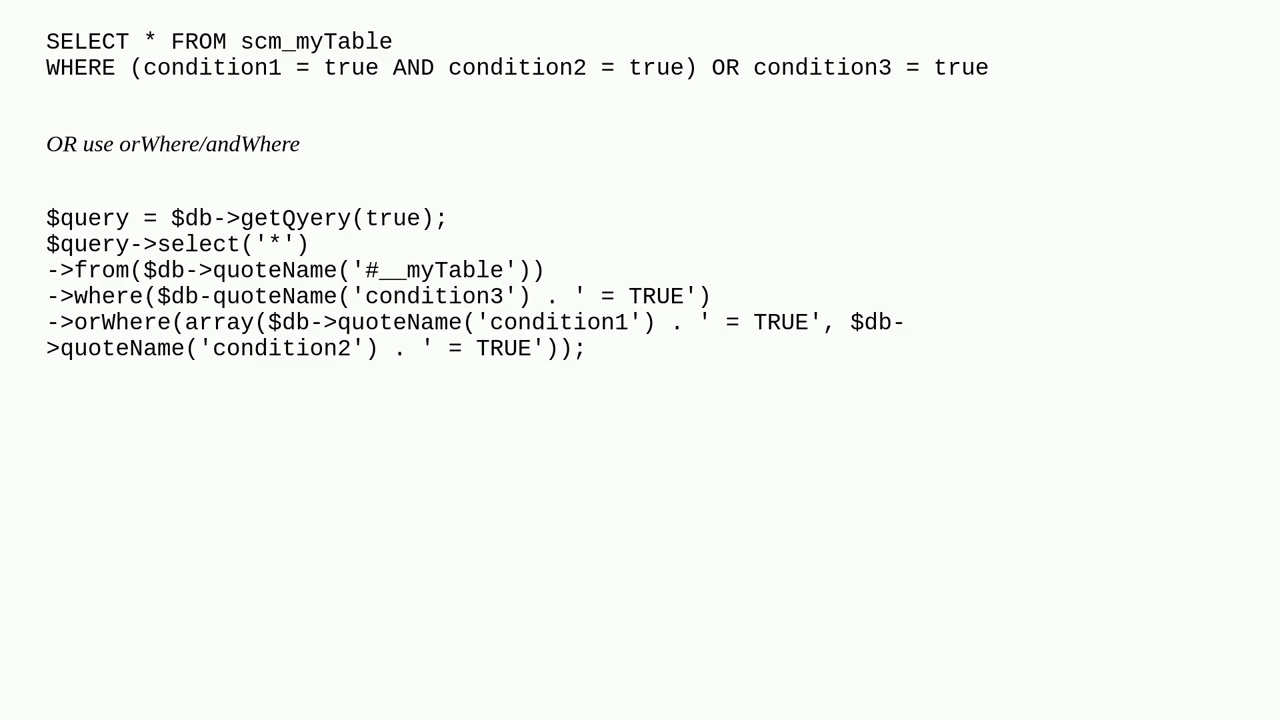 SELECT * FROM scm_myTable
WHERE (condition1 = true AND condition2 = true) OR condition3 = true
OR use orWhere/andWhere
$query = $db->getQyery(true);
$query->select('*')
->from($db->quoteName('#__myTable'))
->where($db-quoteName('condition3') . ' = TRUE')
->orWhere(array($db->quoteName('condition1') . ' = TRUE', $db-
>quoteName('condition2') . ' = TRUE'));